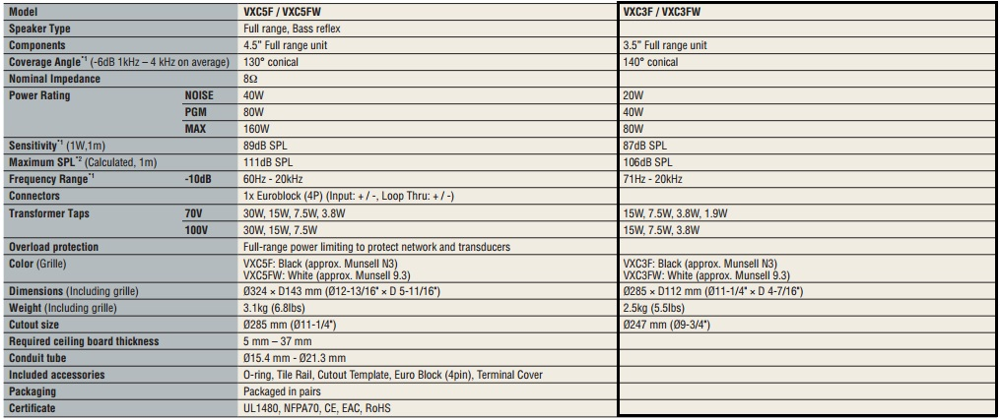 Model VXC5F / VXC5FW VXC3F / VXC3FW
Speaker Type Full range, Bass reflex
Components 4.5" Full range unit 3.5" Full range unit
Coverage Angle*1 (-6dB 1kHz – 4 kHz on average) 130° conical 140° conical
Nominal Impedance 8Ω
Power Rating NOISE 40W 20W
PGM 80W 40W
MAX 160W 80W
Sensitivity*1 (1W,1m) 89dB SPL 87dB SPL
Maximum SPL*2 (Calculated, 1m) 111dB SPL 106dB SPL
Frequency Range*1 -10dB 60Hz - 20kHz 71Hz - 20kHz
Connectors 1x Euroblock (4P) (Input: + / -, Loop Thru: + / -)
Transformer Taps 70V 30W, 15W, 7.5W, 3.8W 15W, 7.5W, 3.8W, 1.9W
100V 30W, 15W, 7.5W 15W, 7.5W, 3.8W
Overload protection Full-range power limiting to protect network and transducers
Color (Grille) VXC5F: Black (approx. Munsell N3) VXC3F: Black (approx. Munsell N3)
VXC5FW: White (approx. Munsell 9.3) VXC3FW: White (approx. Munsell 9.3)
Dimensions (Including grille) Ø324 × D143 mm (Ø12-13/16" × D 5-11/16") Ø285 × D112 mm (Ø11-1/4" × D 4-7/16")
Weight (Including grille) 3.1kg (6.8lbs) 2.5kg (5.5lbs)
Cutout size Ø285 mm (Ø11-1/4") Ø247 mm (Ø9-3/4")
Required ceiling board thickness 5 mm – 37 mm
Conduit tube Ø15.4 mm - Ø21.3 mm
Included accessories O-ring, Tile Rail, Cutout Template, Euro Block (4pin), Terminal Cover
Packaging Packaged in pairs
Certificate UL1480, NFPA70, CE, EAC, RoHS